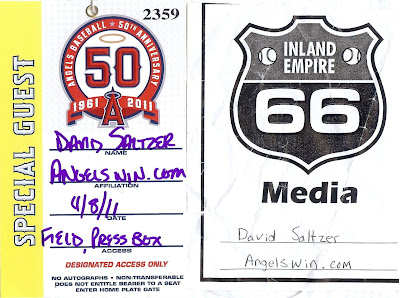 SPECIAL GUEST
2359
ANGELS BASEBALL ★ 50TH ANNIVERSARY
50
1961 A 2011
DAVID SALTZER
NAME
ANGELSWIN.COM
AFFILIATION
4/8/11
DATE
FIELD, PRESS BOX
ACCESS
DESIGNATED ACCESS ONLY
NO AUTOGRAPHS • NON-TRANSFERABLE
DOES NOT ENTITLE BEARER TO A SEAT
ENTER HOME PLATE GATE
INLAND
EMPIRE
66
Media
David Saltzer
AngelsWin.com